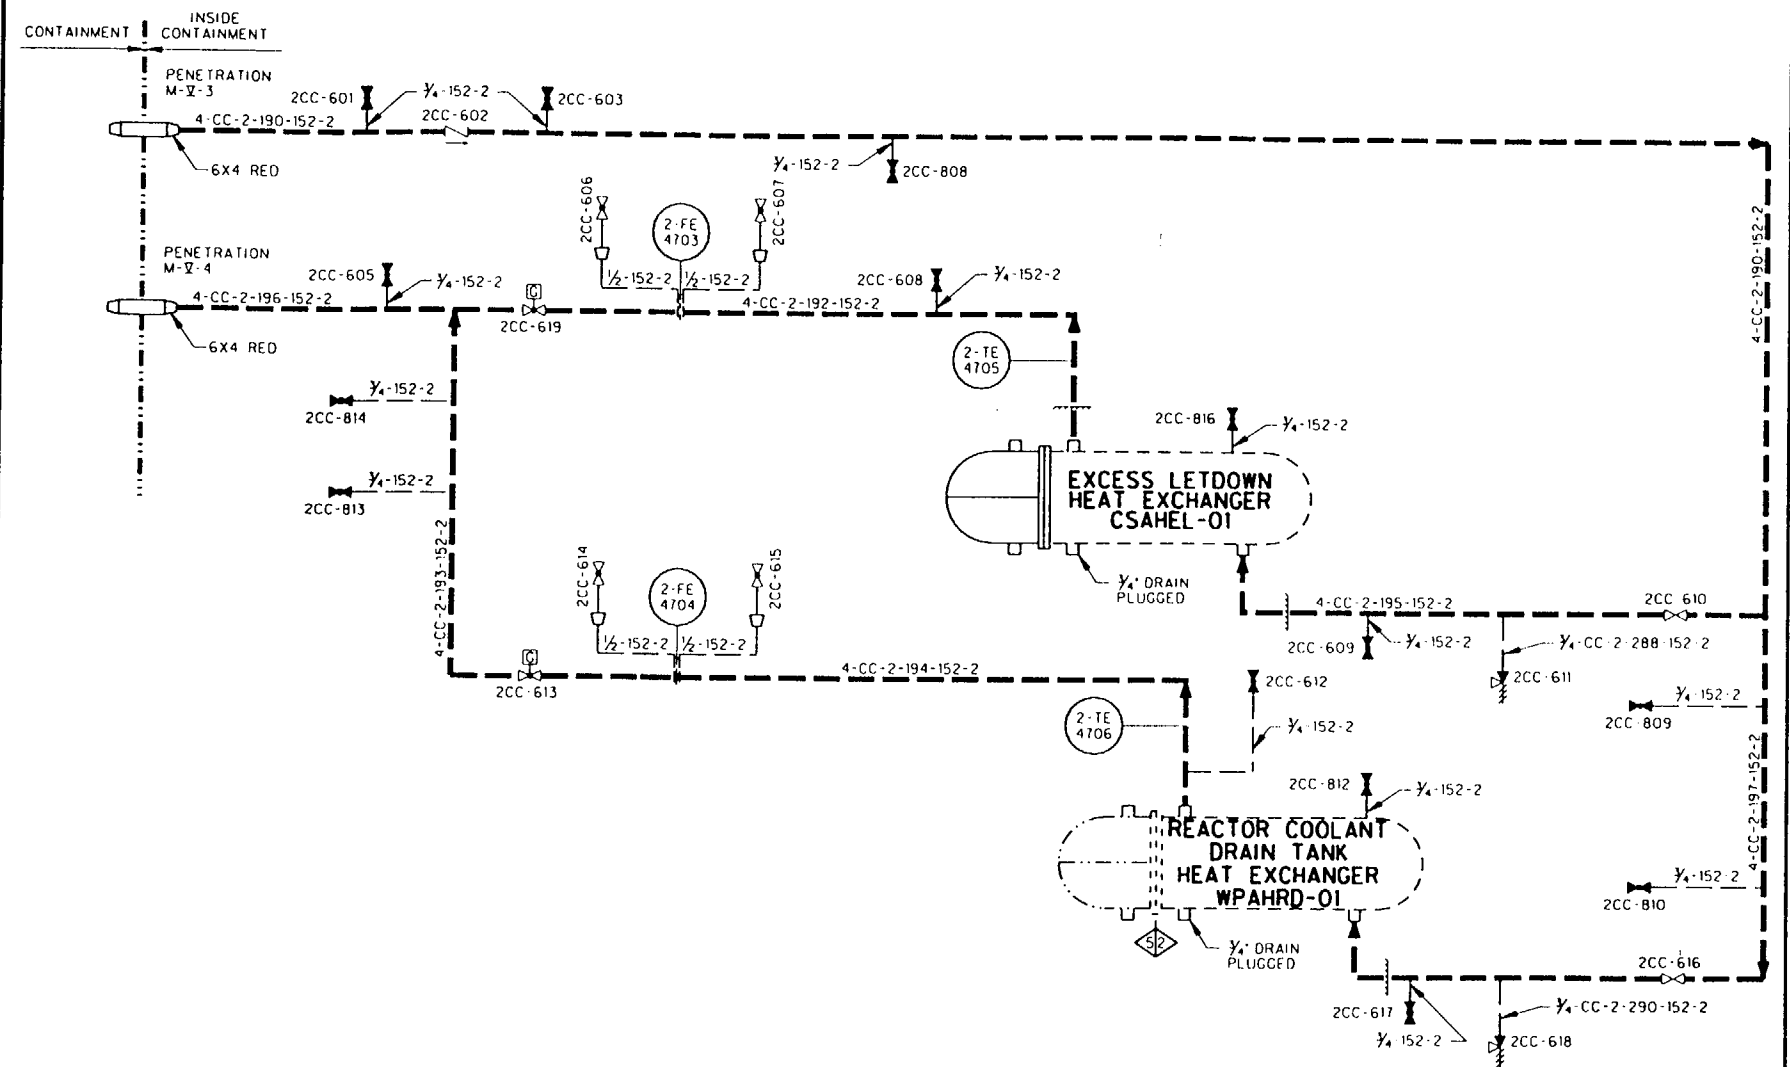 INSIDE
CONTAINMENT CONTAINMENT
PENETRATION
M-V-3
2CC-601
3/4-152-2
2CC-603
4-CC-2-190-152-2
2CC-602
6X4 RED
3/4-152-2
2CC-808
2CC-606
2-FE
4703
2CC-607
PENETRATION
M-V-4
2CC-605
3/4-152-2
1/2-152-2
1/2-152-2
2CC-608
3/4-152-2
4-CC-2-196-152-2
G
2CC-619
4-CC-2-192-152-2
4-CC-2-190-152-2
6X4 RED
2-TE
4705
3/4-152-2
2CC-814
2CC-816
3/4-152-2
3/4-152-2
2CC-813
EXCESS LETDOWN
HEAT EXCHANGER
CSAHEL-01
4-CC-2-193-152-2
2CC-614
2-FE
4704
2CC-615
3/4" DRAIN
PLUGGED
4-CC-2-195-152-2
2CC 610
1/2-152-2
1/2-152-2
2CC-609
3/4-152-2
3/4-CC-2-288-152-2
2CC-611
G
2CC-613
4-CC-2-194-152-2
2CC-612
3/4-152-2
2CC-809
2-TE
4706
3/4-152-2
4-CC-2-197-152-2
2CC-812
3/4-152-2
REACTOR COOLANT
DRAIN TANK
HEAT EXCHANGER
WPAHRD-01
3/4-152-2
2CC-810
52
3/4" DRAIN
PLUGGED
2CC-616
2CC-617
3/4-152-2
3/4-CC-2-290-152-2
2CC-618